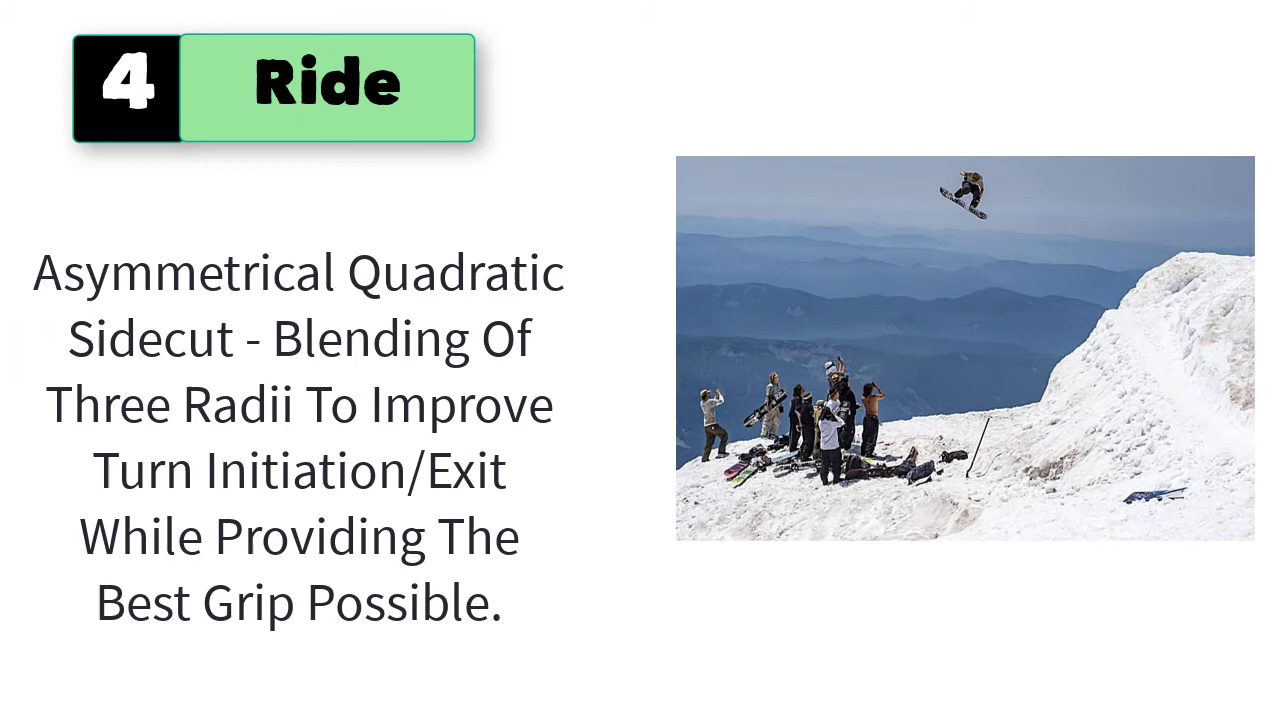 4 Ride
Asymmetrical Quadratic
Sidecut - Blending Of
Three Radii To Improve
Turn Initiation/Exit
While Providing The
Best Grip Possible.